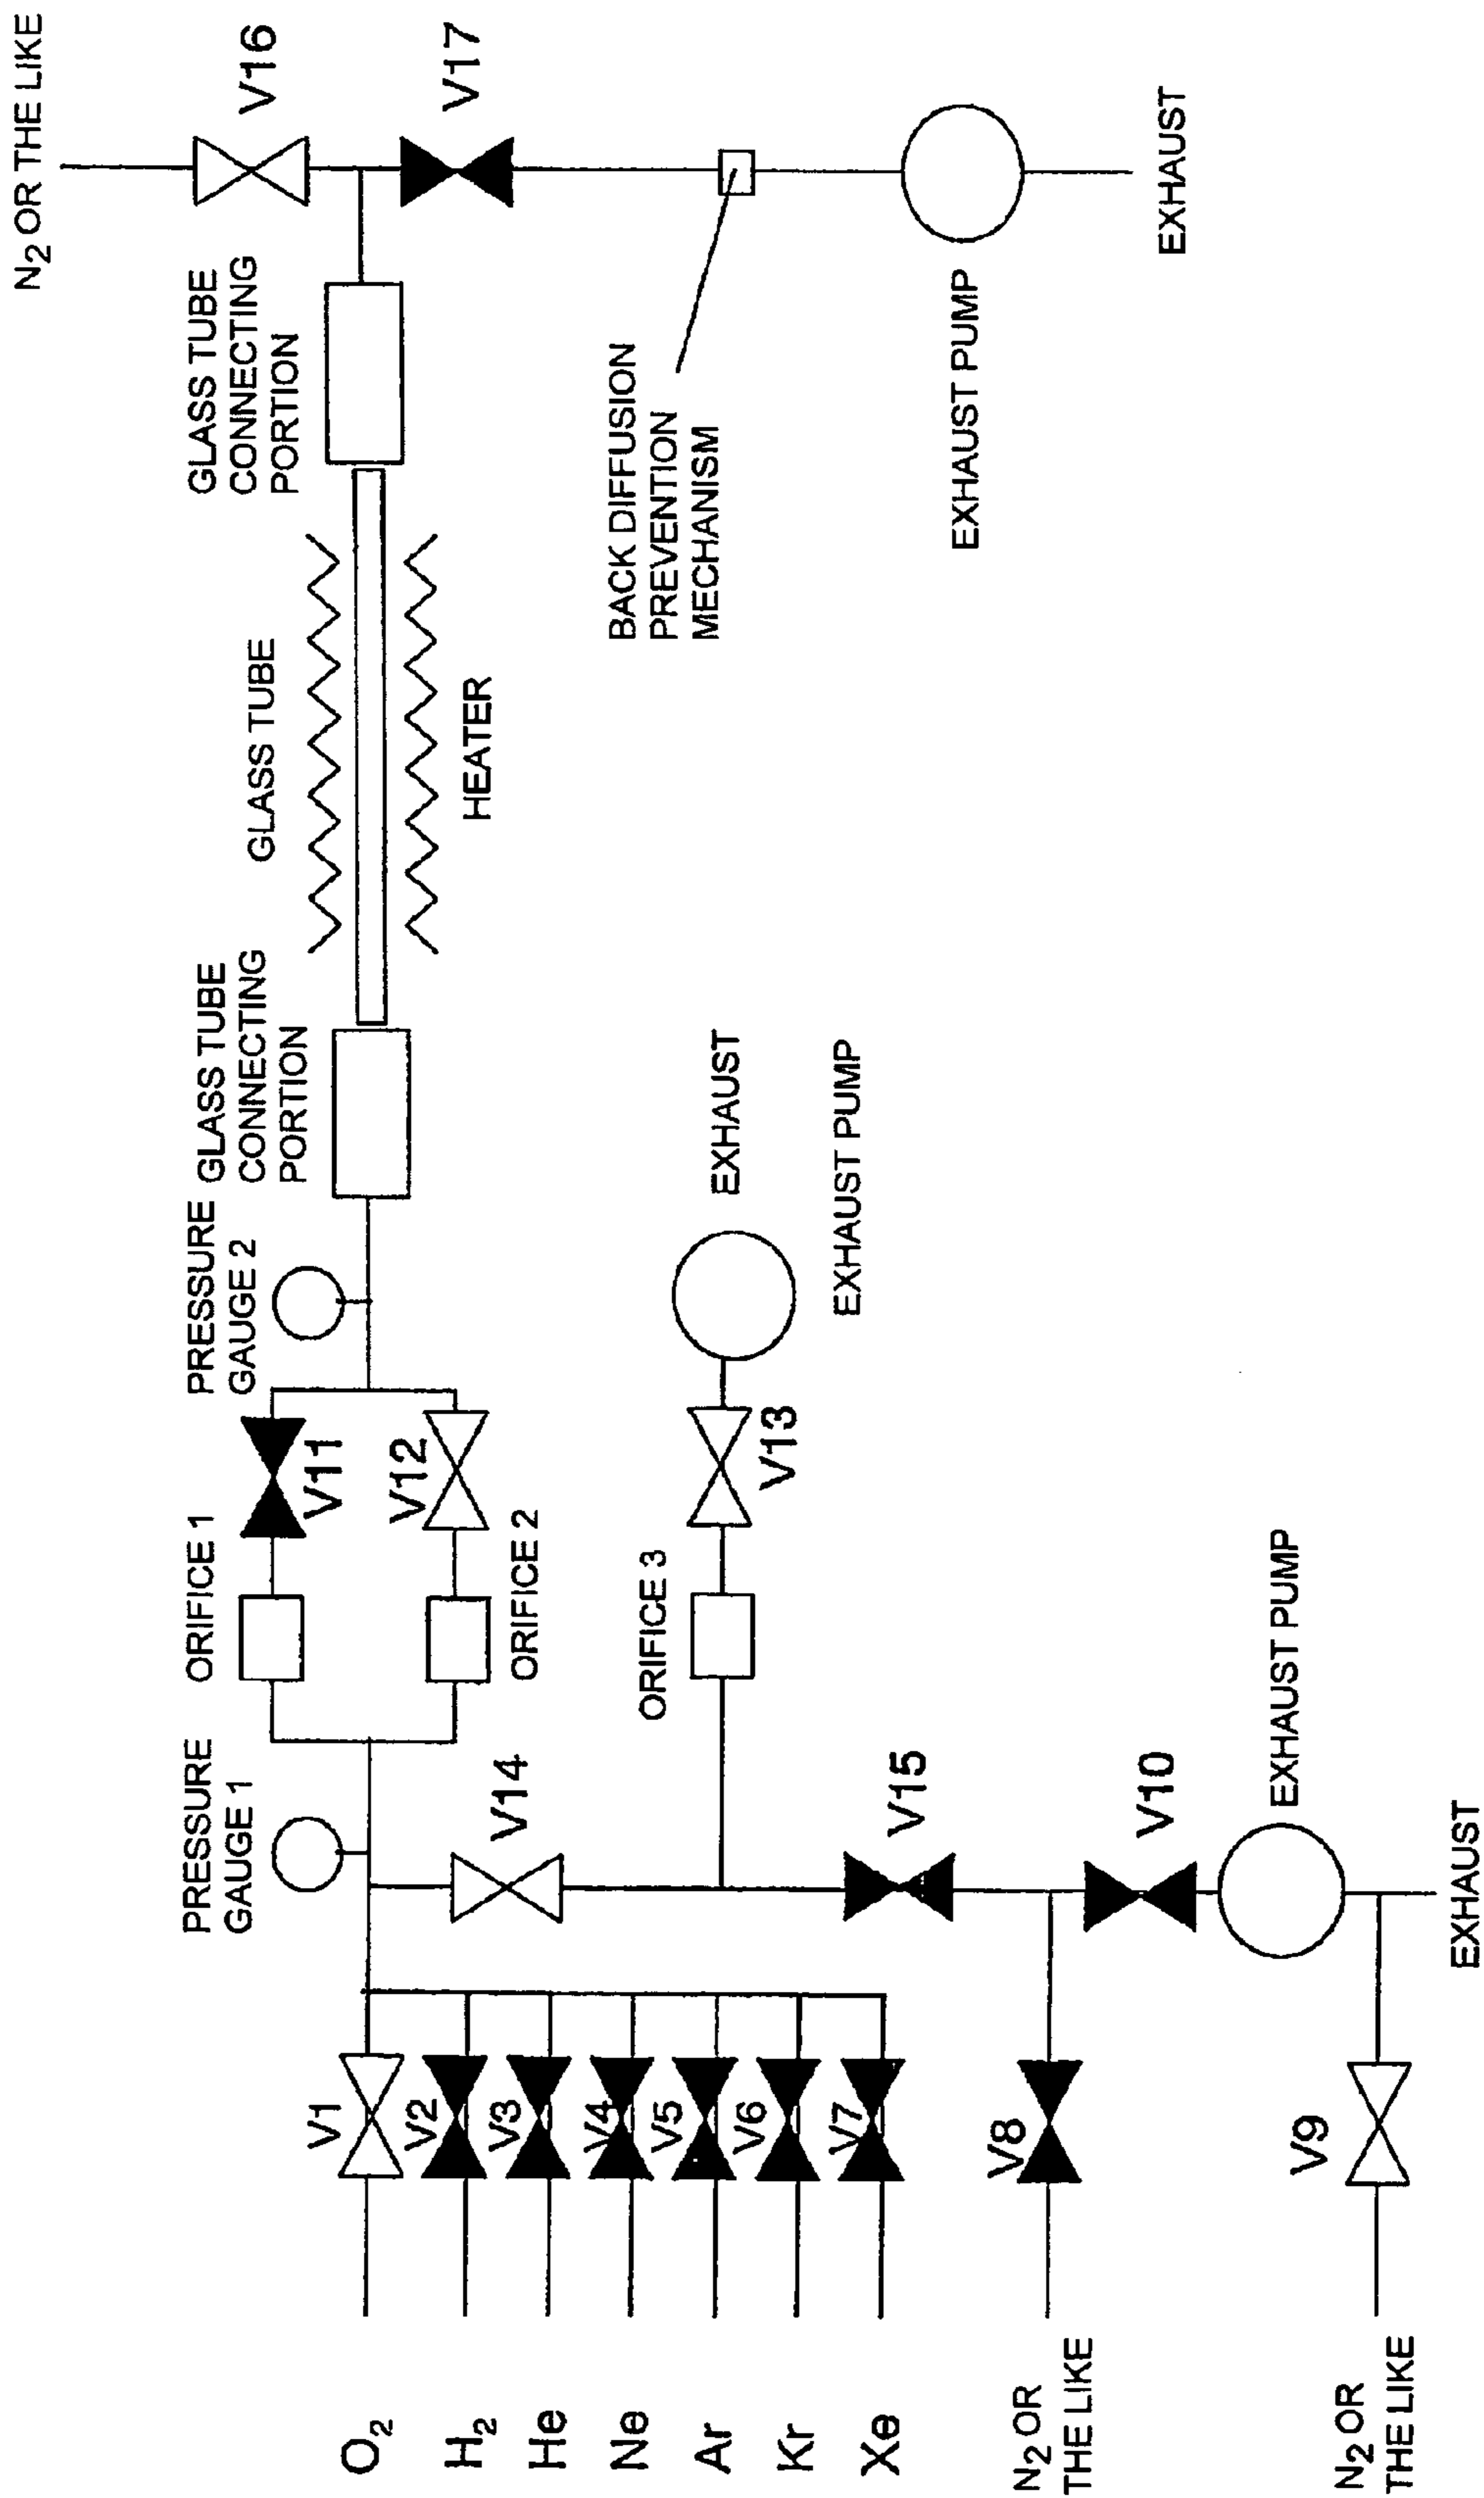 N2 OR THE LIKE
V16
V17
GLASS TUBE
CONNECTING
PORTION
BACK DIFFUSION
PREVENTION
MECHANISM
EXHAUST PUMP
EXHAUST
GLASS TUBE
HEATER
GLASS TUBE
CONNECTING
PORTION
PRESSURE
GAUGE 2
EXHAUST
EXHAUST PUMP
ORIFICE 1
V11
V12
ORIFICE 2
ORIFICE 3
V13
PRESSURE
GAUGE 1
V14
V15
V10
EXHAUST PUMP
EXHAUST
O2
V1
H2
V2
He
V3
Ne
V4
Ar
V5
Kr
V6
Xe
V7
N2 OR
THE LIKE
V8
N2 OR
THE LIKE
V9